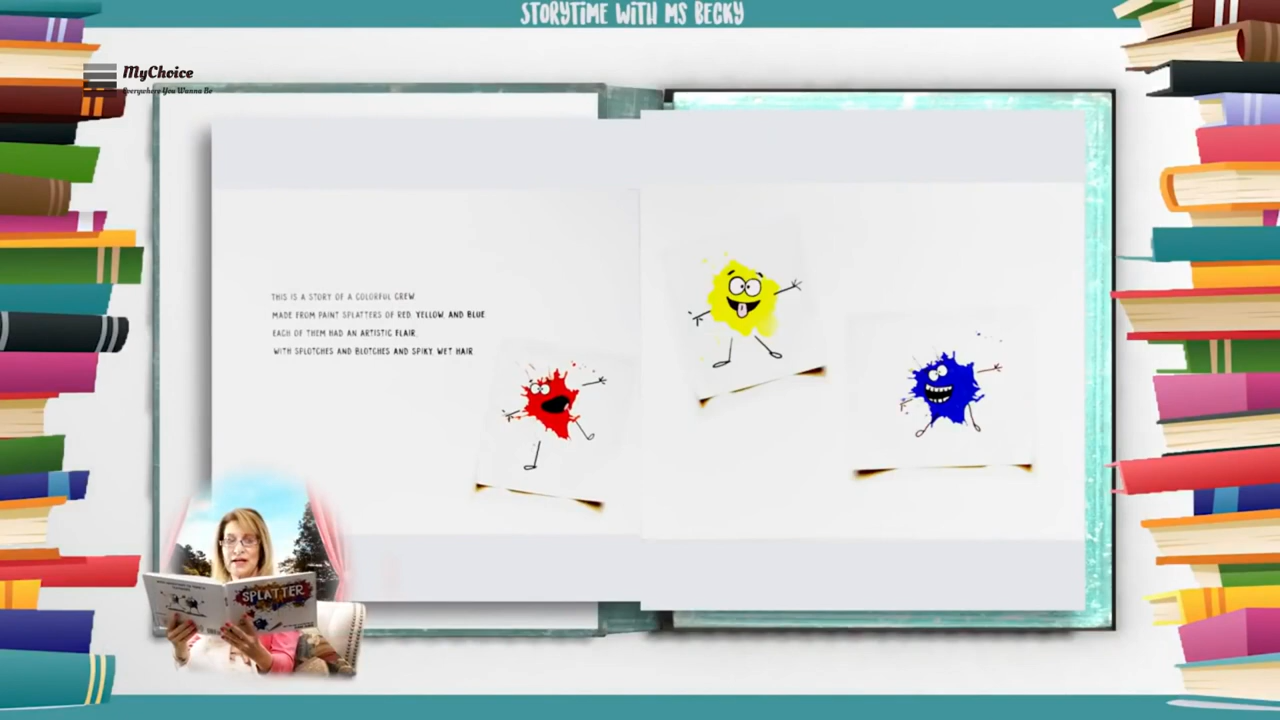 STORYTIME WITH MS BECKY
MyChoice
Everywhere You Wanna Be
THIS IS A STORY OF A COLORFUL CREW
MADE FROM PAINT SPLATTERS OF RED, YELLOW, AND BLUE
EACH OF THEM HAD AN ARTISTIC FLAIR,
WITH SPLOTCHES AND BLOTCHES AND SPIKY, WET HAIR
SPLATTER